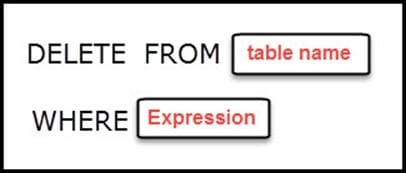 DELETE FROM table name
WHERE Expression